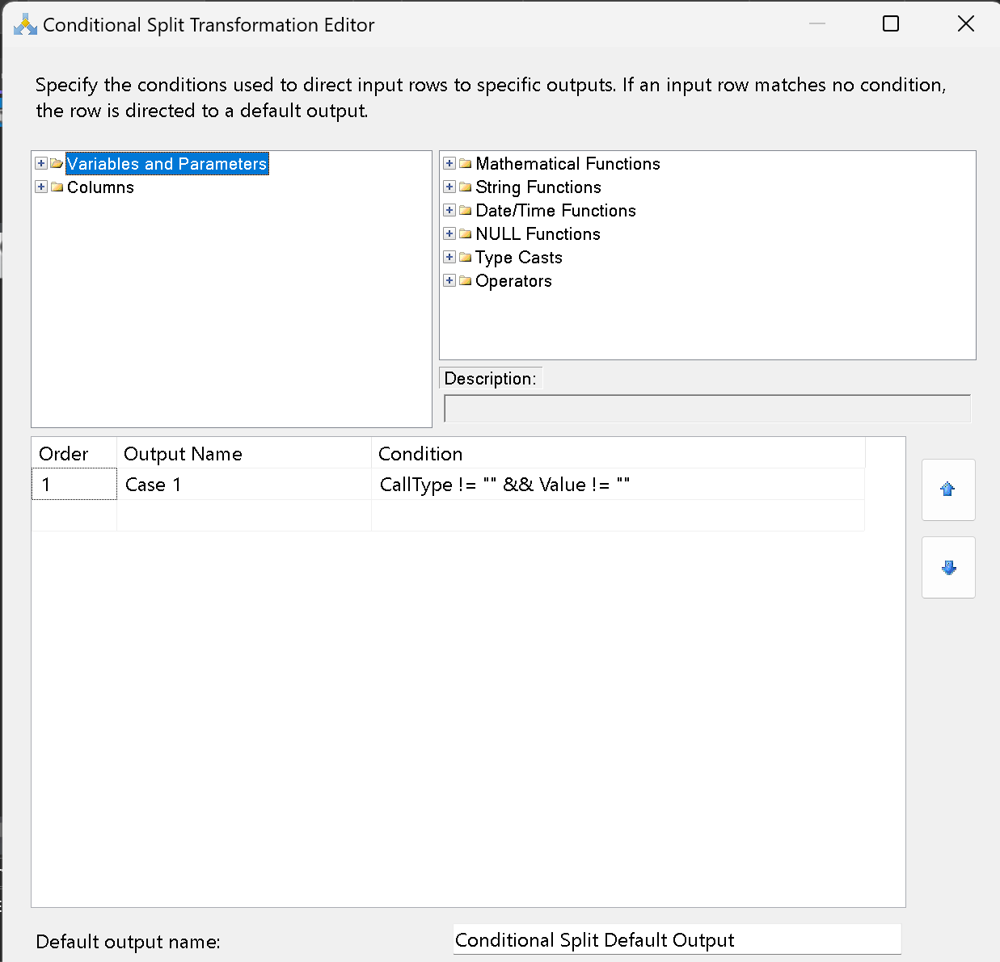 Conditional Split Transformation Editor
Specify the conditions used to direct input rows to specific outputs. If an input row matches no condition,
the row is directed to a default output.
Variables and Parameters
Columns
Mathematical Functions
String Functions
Date/Time Functions
NULL Functions
Type Casts
Operators
Description:
Order Output Name Condition
1 Case 1 CallType != "" && Value != ""
Default output name: Conditional Split Default Output